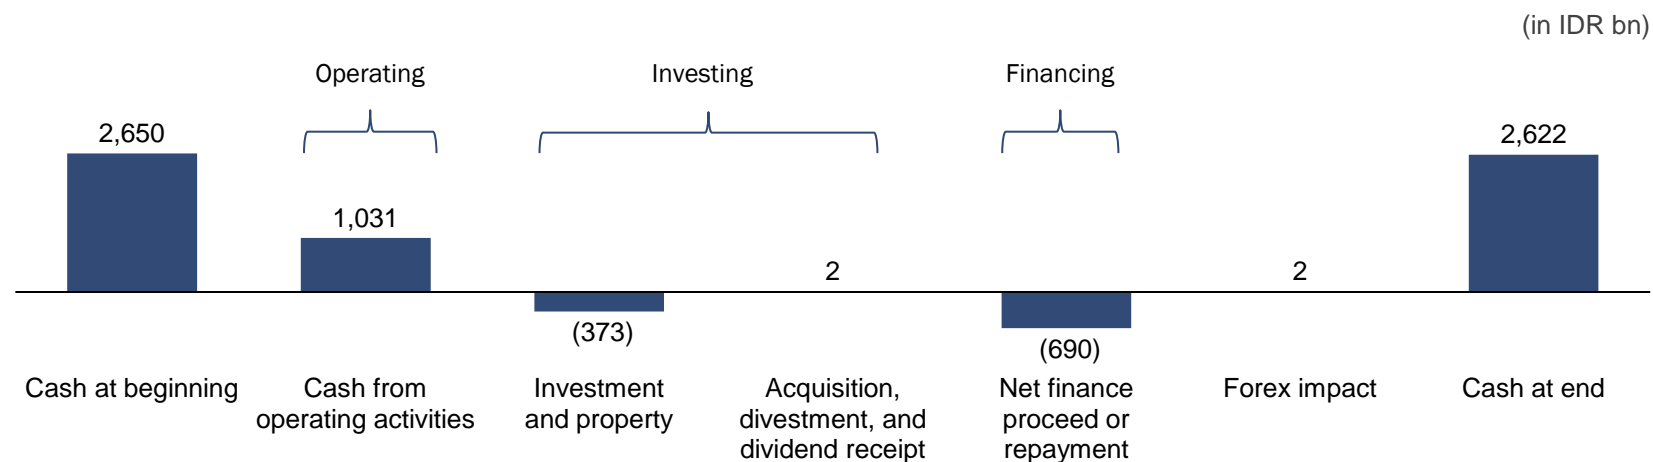 (in IDR bn)
Operating
Investing
Financing
2,650
1,031
(373)
2
(690)
2
2,622
Cash at beginning
Cash from
operating activities
Investment
and property
Acquisition,
divestment, and
dividend receipt
Net finance
proceed or
repayment
Forex impact
Cash at end